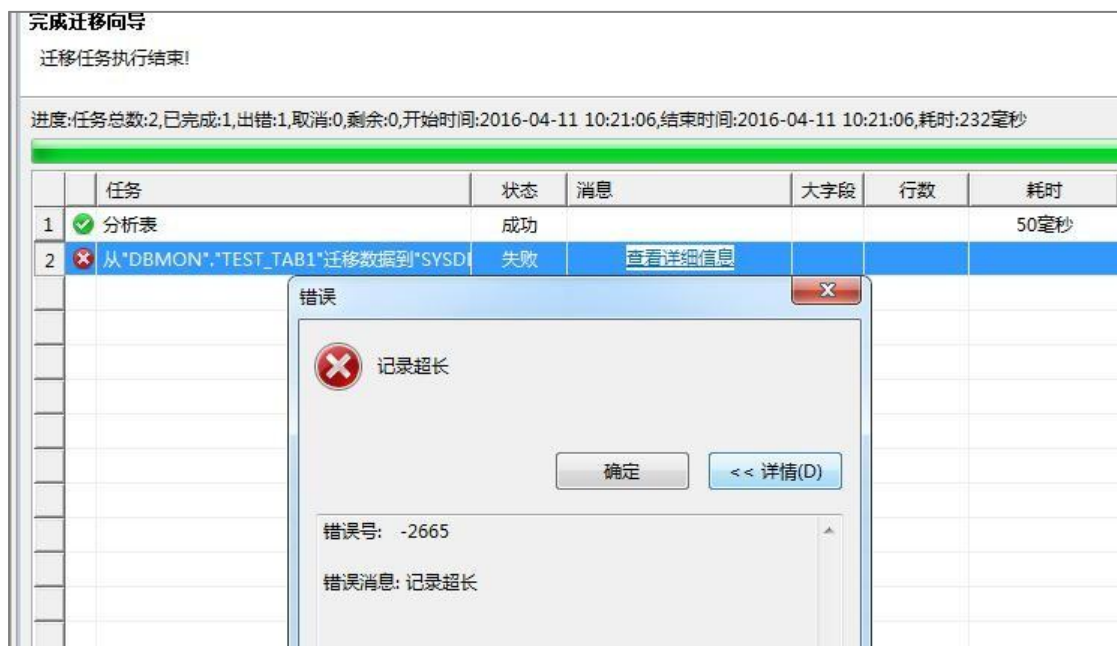 完成迁移向导
迁移任务执行结束!
进度:任务总数:2,已完成:1,出错:1,取消:0,剩余:0,开始时间:2016-04-11 10:21:06,结束时间:2016-04-11 10:21:06,耗时:232毫秒
任务 状态 消息 大字段 行数 耗时
1 分析表 成功 50毫秒
2 从"DBMON"."TEST_TAB1"迁移数据到"SYSD 失败 查看详细信息
错误
记录超长
确定 << 详情(D)
错误号: -2665
错误消息: 记录超长